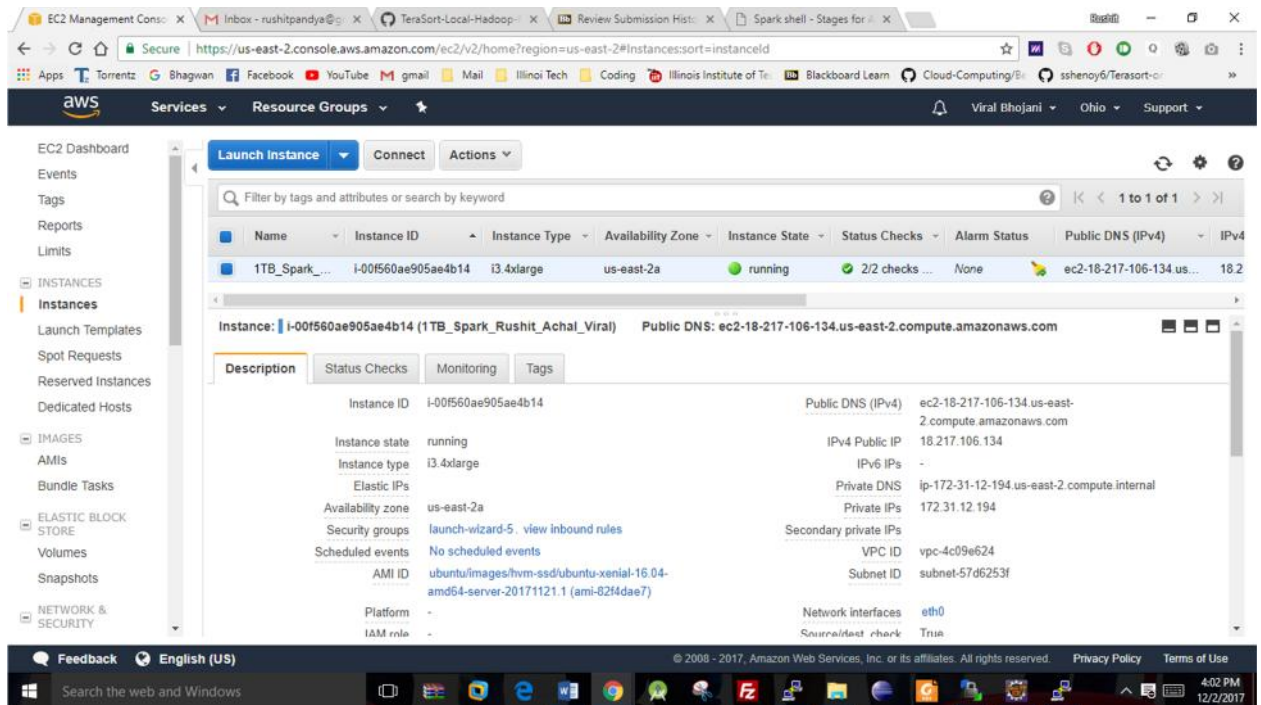 EC2 Management Conso
Inbox - rushitpandya@g
TeraSort-Local-Hadoop-
Review Submission Histo
Spark shell - Stages for A
Rushit
Secure
https://us-east-2.console.aws.amazon.com/ec2/v2/home?region=us-east-2#Instances:sort=instanceId
Apps
Torrentz
Bhagwan
Facebook
YouTube
gmail
Mail
Illinoi Tech
Coding
Illinois Institute of Te
Blackboard Learn
Cloud-Computing/Be
sshenoy6/Terasort-o
aws
Services
Resource Groups
Viral Bhojani
Ohio
Support
EC2 Dashboard
Events
Tags
Reports
Limits
INSTANCES
Instances
Launch Templates
Spot Requests
Reserved Instances
Dedicated Hosts
IMAGES
AMIs
Bundle Tasks
ELASTIC BLOCK
STORE
Volumes
Snapshots
NETWORK &
SECURITY
Launch Instance
Connect
Actions
Filter by tags and attributes or search by keyword
1 to 1 of 1
Name
Instance ID
Instance Type
Availability Zone
Instance State
Status Checks
Alarm Status
Public DNS (IPv4)
IPv4
1TB_Spark_...
i-00f560ae905ae4b14
i3.4xlarge
us-east-2a
running
2/2 checks ...
None
ec2-18-217-106-134.us...
18.2
Instance: i-00f560ae905ae4b14 (1TB_Spark_Rushit_Achal_Viral)
Public DNS: ec2-18-217-106-134.us-east-2.compute.amazonaws.com
Description
Status Checks
Monitoring
Tags
Instance ID
i-00f560ae905ae4b14
Instance state
running
Instance type
i3.4xlarge
Elastic IPs
Availability zone
us-east-2a
Security groups
launch-wizard-5. view inbound rules
Scheduled events
No scheduled events
AMI ID
ubuntu/images/hvm-ssd/ubuntu-xenial-16.04-
amd64-server-20171121.1 (ami-82f4dae7)
Platform
-
IAM role
-
Public DNS (IPv4)
ec2-18-217-106-134.us-east-
2.compute.amazonaws.com
IPv4 Public IP
18.217.106.134
IPv6 IPs
-
Private DNS
ip-172-31-12-194.us-east-2.compute.internal
Private IPs
172.31.12.194
Secondary private IPs
VPC ID
vpc-4c09e624
Subnet ID
subnet-57d6253f
Network interfaces
eth0
Source/dest. check
True
Feedback
English (US)
© 2008 - 2017, Amazon Web Services, Inc. or its affiliates. All rights reserved.
Privacy Policy
Terms of Use
Search the web and Windows
4:02 PM
12/2/2017